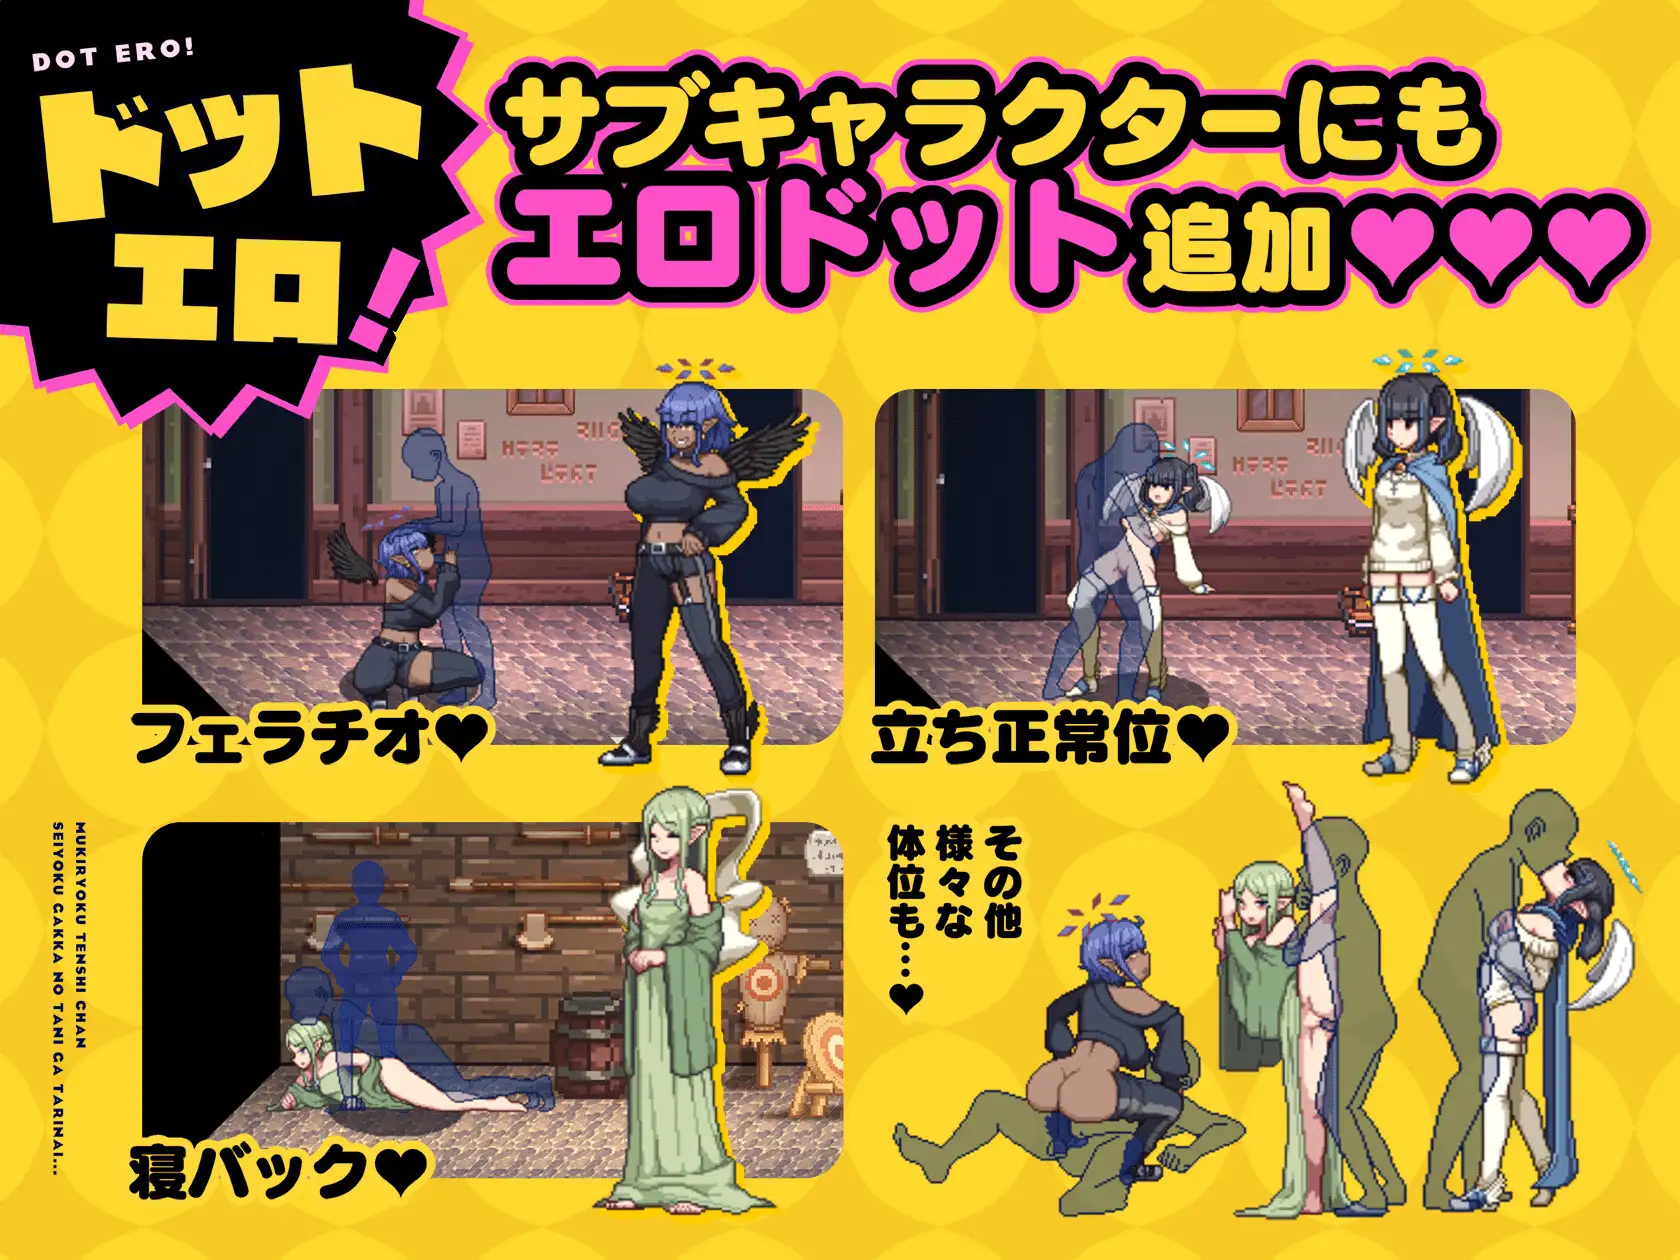 DOT ERO!
ドット
エロ!
サブキャラクターにも
エロドット追加♥♥♥
フェラチオ♥
立ち正常位♥
寝バック♥
その他
様々な
体位も…♥
MUKIRYOKU TENSHI CHAN
SEIYOKU GAKKA NO TANI GA TARINAI...